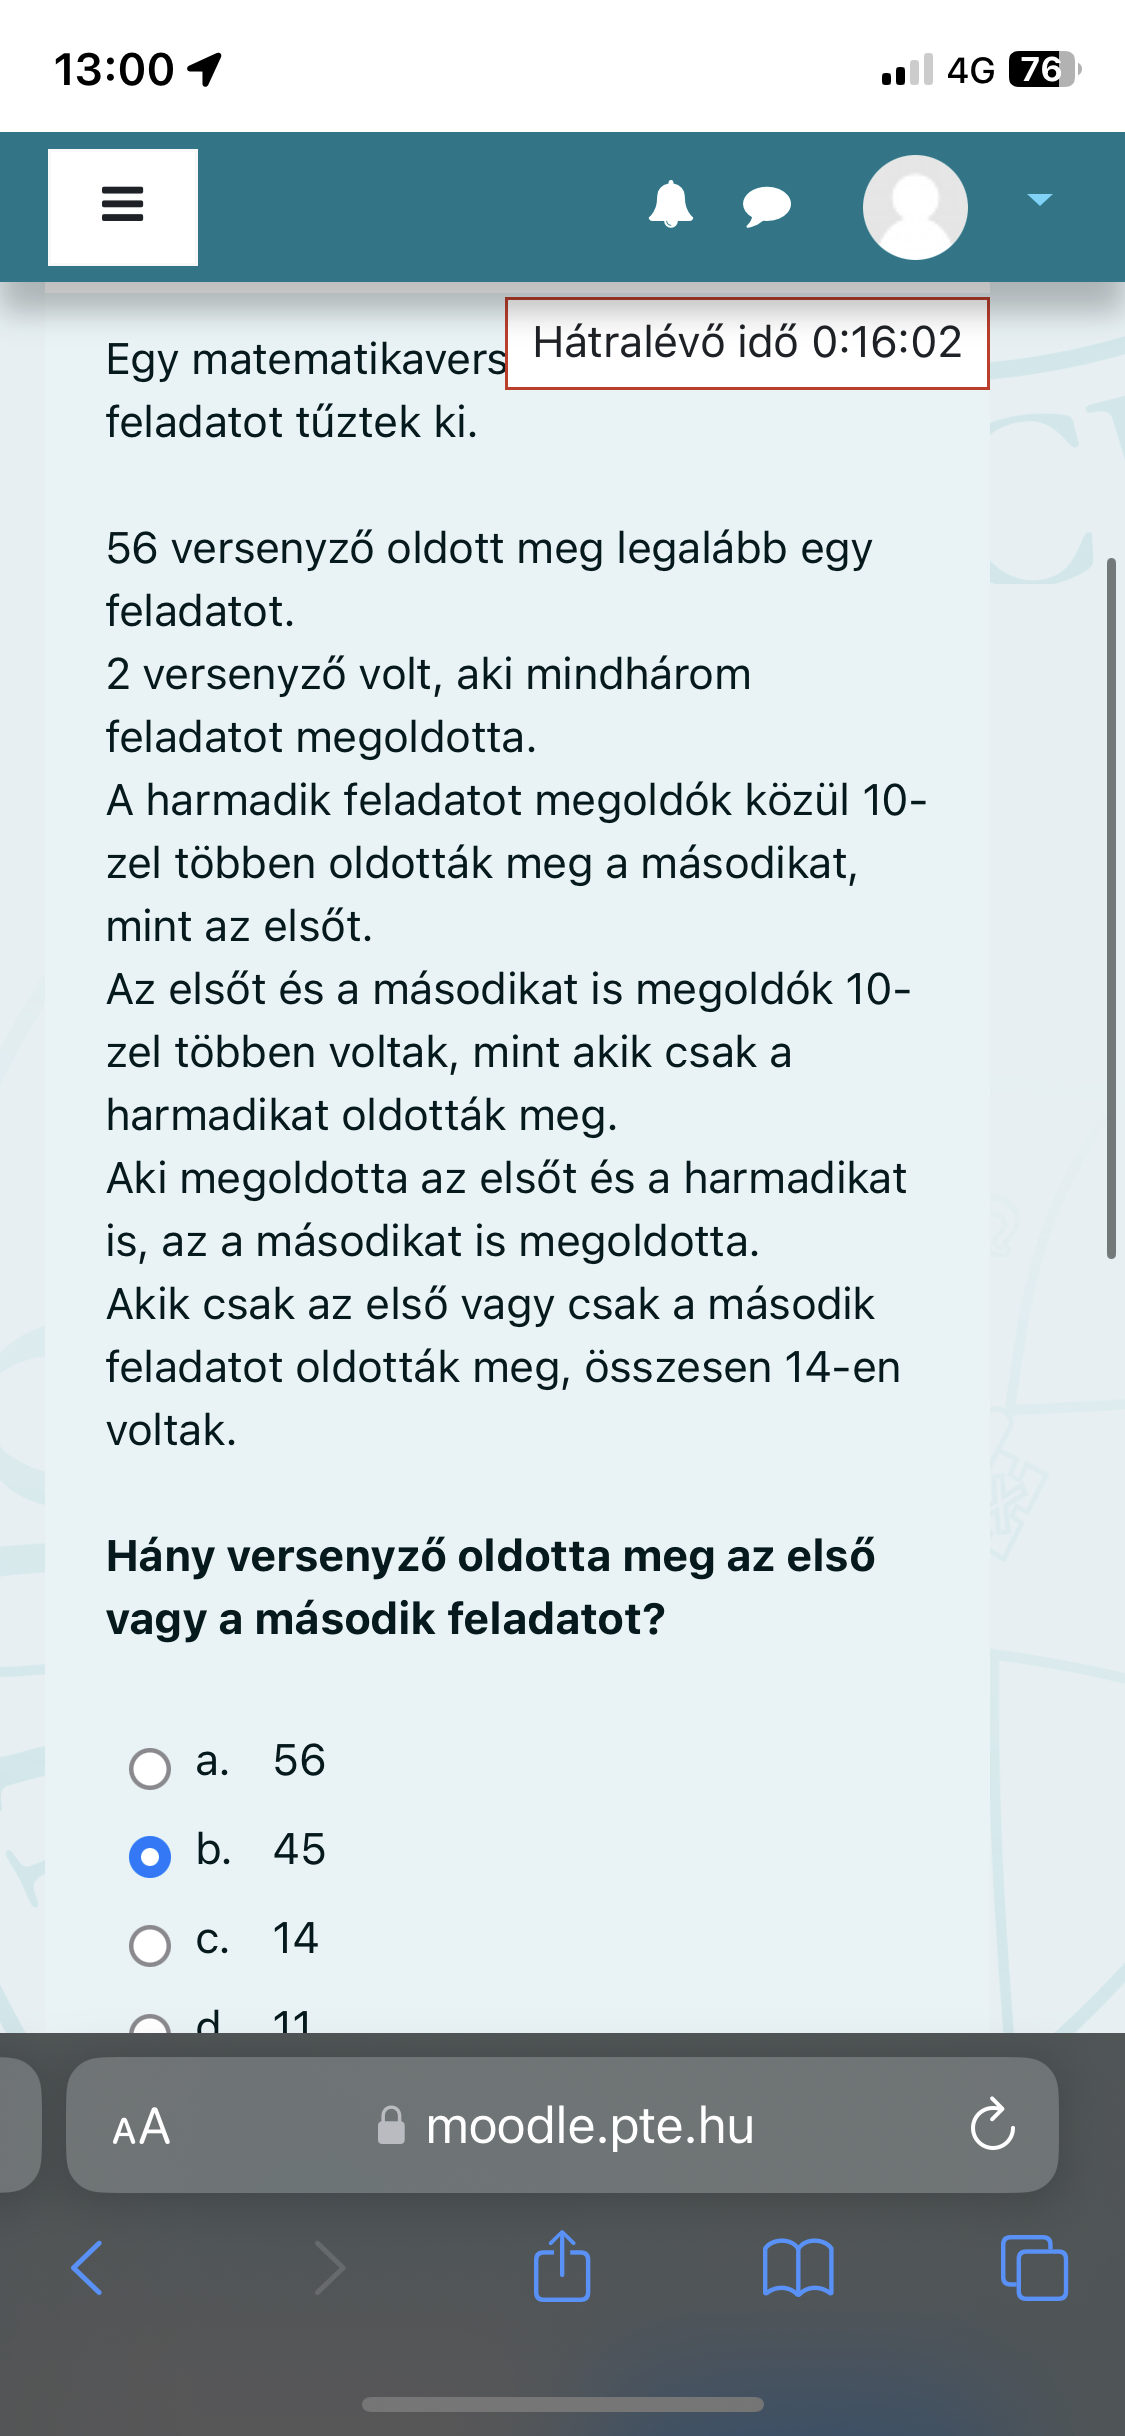 13:00
4G 76
Hátralévő idő 0:16:02
Egy matematikavers
feladatot tűztek ki.
56 versenyző oldott meg legalább egy
feladatot.
2 versenyző volt, aki mindhárom
feladatot megoldotta.
A harmadik feladatot megoldók közül 10-
zel többen oldották meg a másodikat,
mint az elsőt.
Az elsőt és a másodikat is megoldók 10-
zel többen voltak, mint akik csak a
harmadikat oldották meg.
Aki megoldotta az elsőt és a harmadikat
is, az a másodikat is megoldotta.
Akik csak az első vagy csak a második
feladatot oldották meg, összesen 14-en
voltak.
Hány versenyző oldotta meg az első
vagy a második feladatot?
a. 56
b. 45
c. 14
d. 11
AA moodle.pte.hu